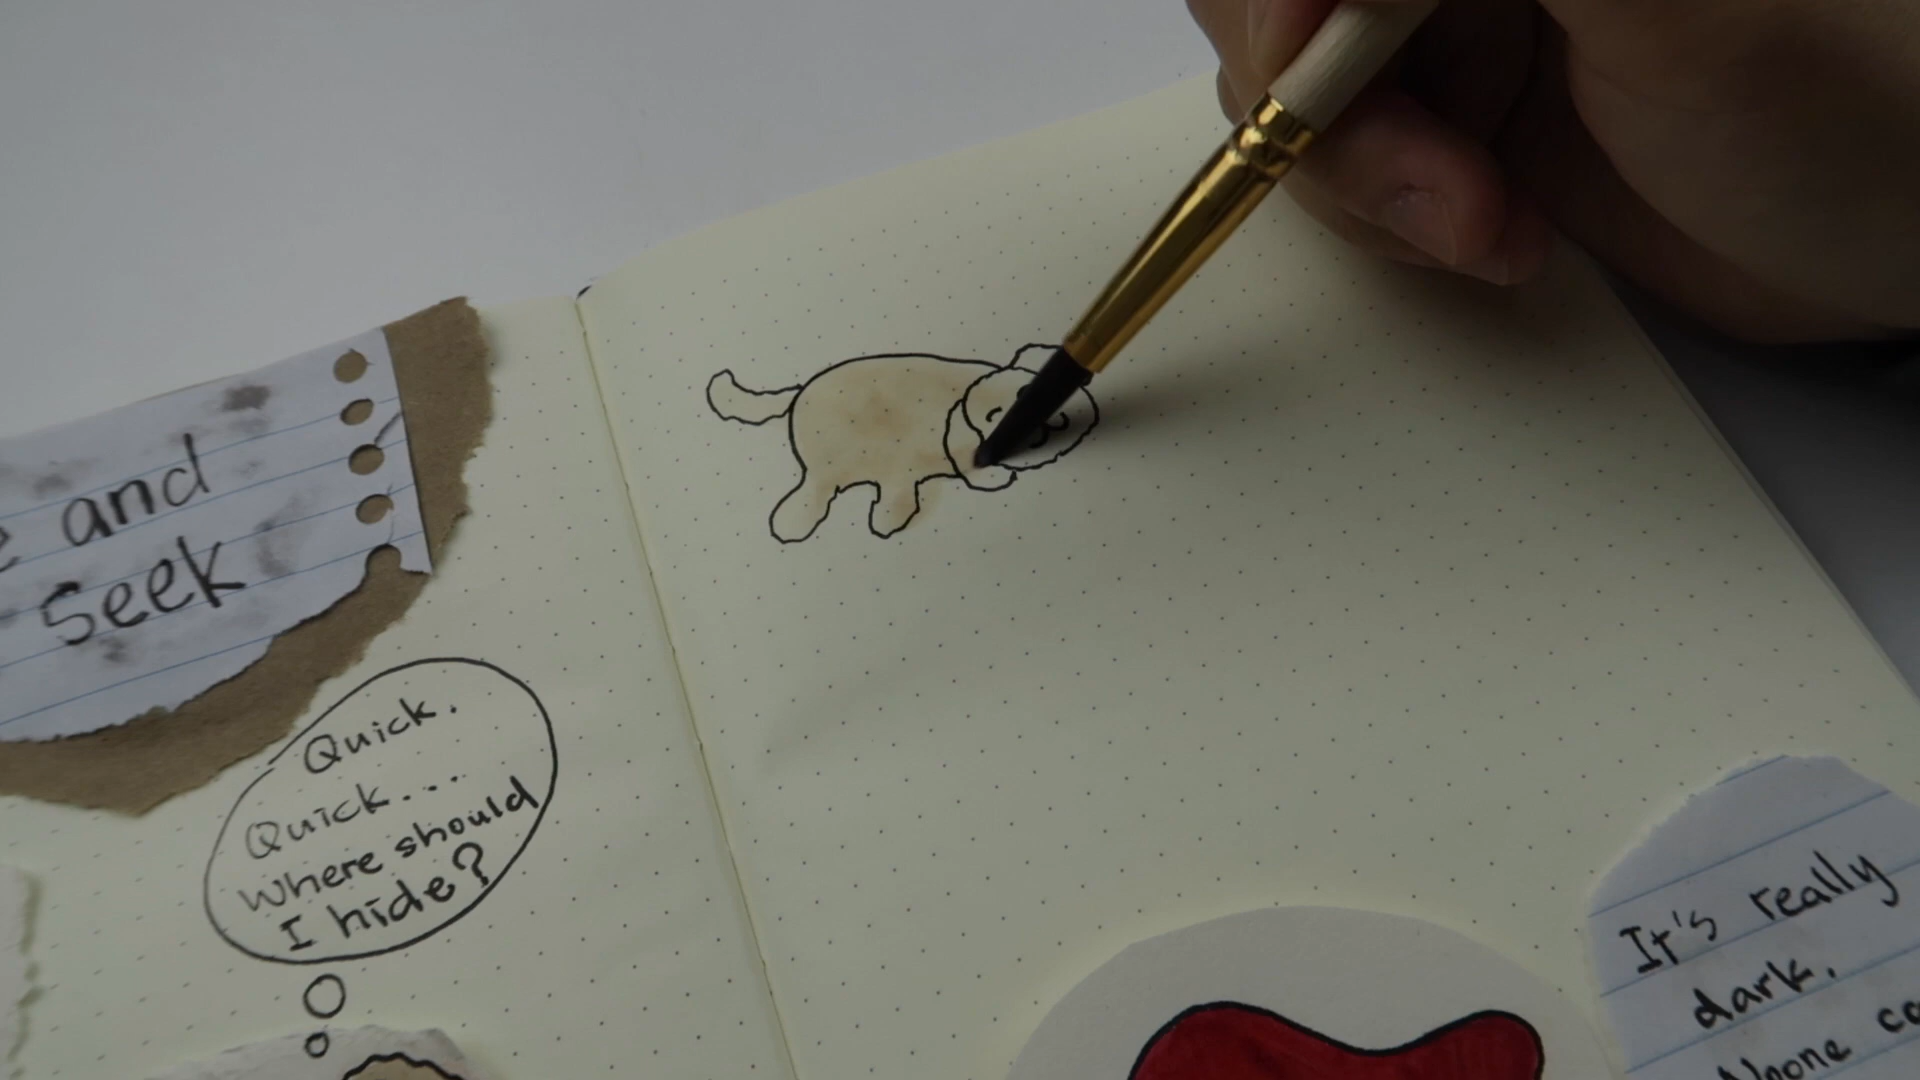 and
Seek
Quick.
Quick...
Where should
I hide?
It's really
dark.